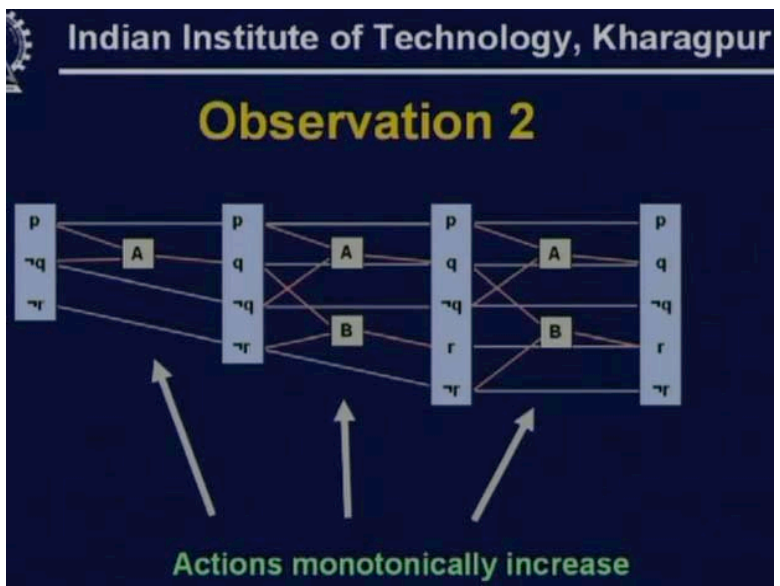 Indian Institute of Technology, Kharagpur
Observation 2
p
¬q
¬r
A
p
q
¬q
¬r
A
B
p
q
¬q
r
¬r
A
B
p
q
¬q
r
¬r
Actions monotonically increase